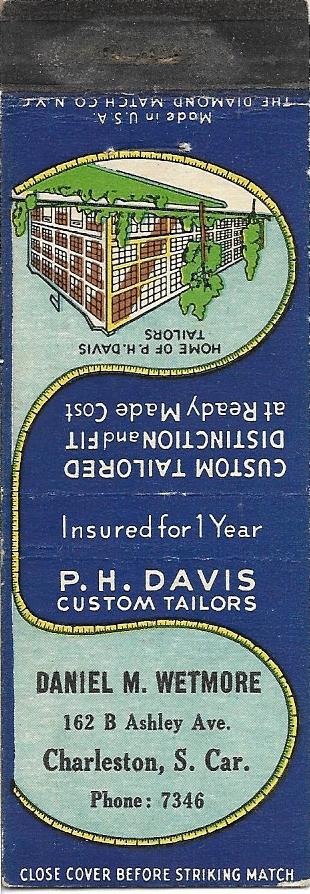 THE DIAMOND MATCH CO. N.Y.C.
Made in U.S.A.
HOME OF P.H. DAVIS
TAILORS
CUSTOM TAILORED
DISTINCTION and FIT
at Ready Made Cost
Insured for 1 Year
P. H. DAVIS
CUSTOM TAILORS
DANIEL M. WETMORE
162 B Ashley Ave.
Charleston, S. Car.
Phone: 7346
CLOSE COVER BEFORE STRIKING MATCH